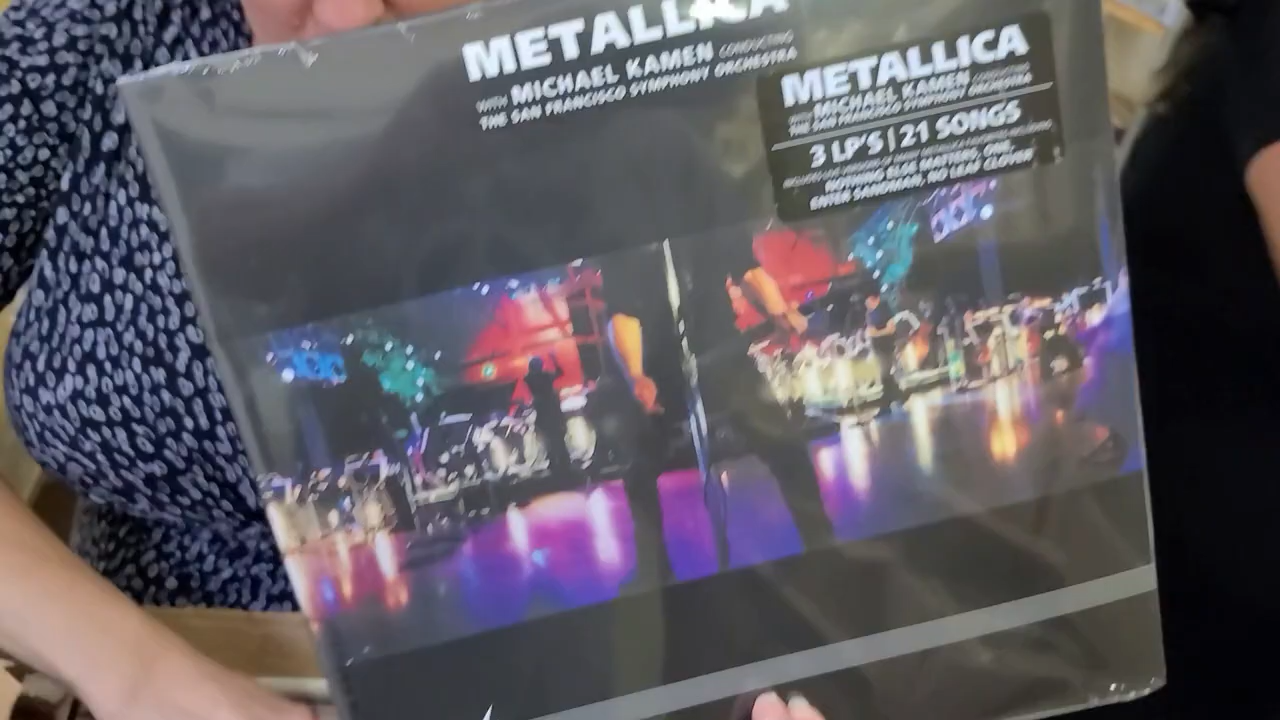 METALLICA
WITH MICHAEL KAMEN CONDUCTING
THE SAN FRANCISCO SYMPHONY ORCHESTRA
METALLICA
WITH MICHAEL KAMEN CONDUCTING
THE SAN FRANCISCO SYMPHONY ORCHESTRA
3 LP'S | 21 SONGS
NOTHING ELSE MATTERS, ONE,
ENTER SANDMAN, NO LEAF CLOVER